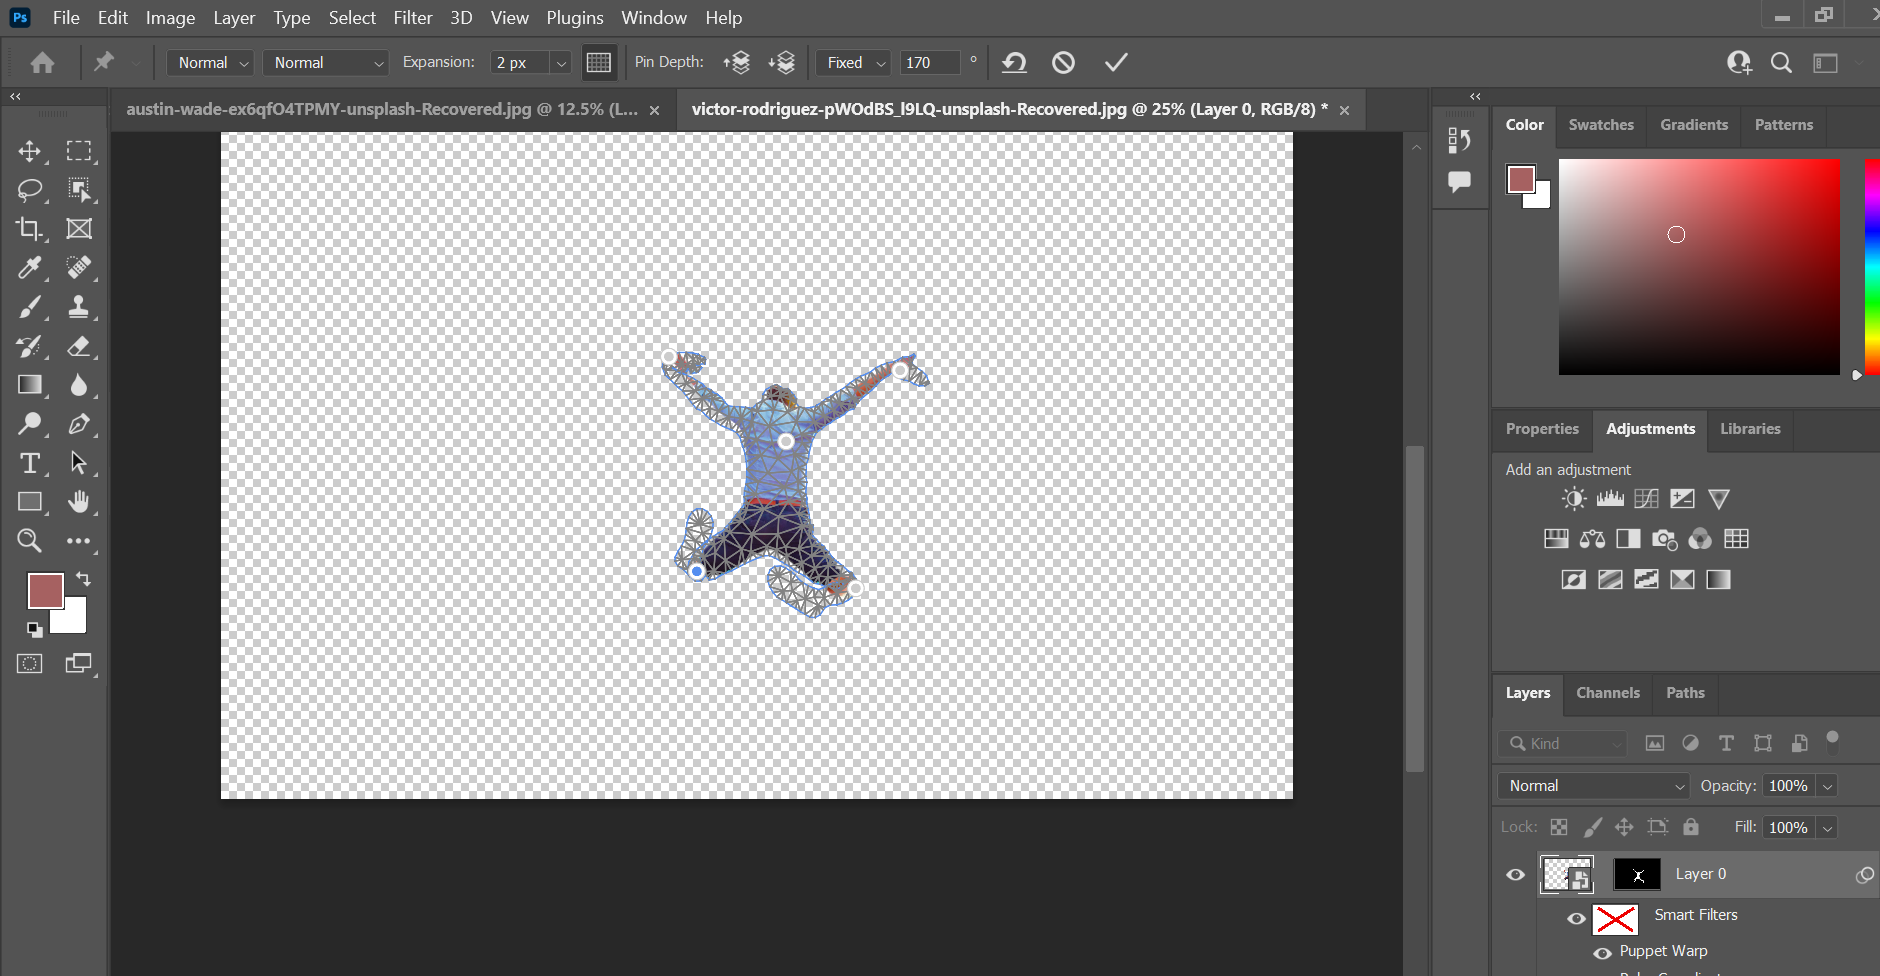 Ps File Edit Image Layer Type Select Filter 3D View Plugins Window Help
Normal Normal Expansion: 2 px Pin Depth: Fixed 170 °
austin-wade-ex6qfO4TPMY-unsplash-Recovered.jpg @ 12.5% (L... × victor-rodriguez-pWOdBS_l9LQ-unsplash-Recovered.jpg @ 25% (Layer 0, RGB/8) * ×
Color Swatches Gradients Patterns
Properties Adjustments Libraries
Add an adjustment
Layers Channels Paths
Kind
Normal Opacity: 100%
Lock: Fill: 100%
Layer 0
Smart Filters
Puppet Warp